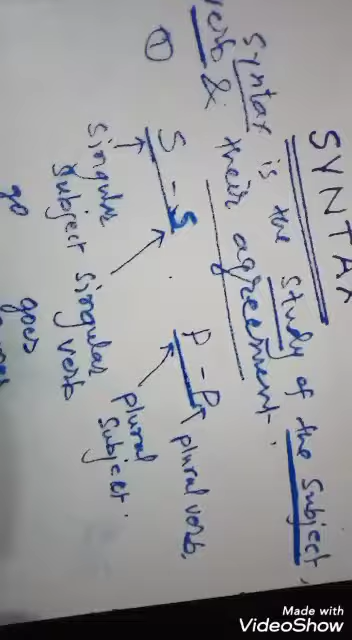 SYNTAX
Syntax is the study of the subject,
verb & their agreement.
① S - S P - P
singular subject singular verb plural subject. plural verb,
go goes
Made with
VideoShow